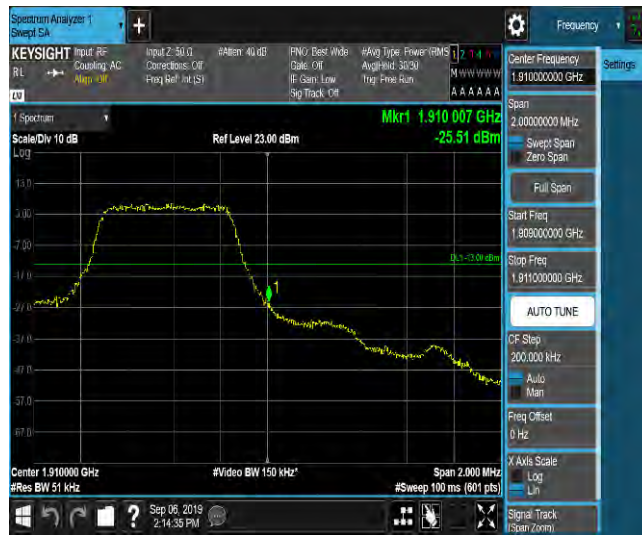 Spectrum Analyzer 1
Swept SA
Frequency
KEYSIGHT
RL
Input: RF
Coupling: AC
Align: Off
Input Z: 50 Ω
Corrections: Off
Freq Ref: Int (S)
#Atten: 40 dB
PNO: Best Wide
Gate: Off
IF Gain: Low
Sig Track: Off
#Avg Type: Power (RMS
Avg|Hold: 30/30
Trig: Free Run
M W W W W W
A A A A A A
1 Spectrum
Scale/Div 10 dB
Ref Level 23.00 dBm
Mkr1 1.910 007 GHz
-25.51 dBm
Log
13.0
3.00
-7.00
DL1 -13.00 dBm
-17.0
-27.0
1
-37.0
-47.0
-57.0
-67.0
Center 1.910000 GHz
#Video BW 150 kHz*
Span 2.000 MHz
#Res BW 51 kHz
#Sweep 100 ms (601 pts)
Sep 06, 2019
2:14:35 PM
Center Frequency
1.910000000 GHz
Settings
Span
2.00000000 MHz
Swept Span
Zero Span
Full Span
Start Freq
1.909000000 GHz
Stop Freq
1.911000000 GHz
AUTO TUNE
CF Step
200.000 kHz
Auto
Man
Freq Offset
0 Hz
X Axis Scale
Log
Lin
Signal Track
(Span Zoom)